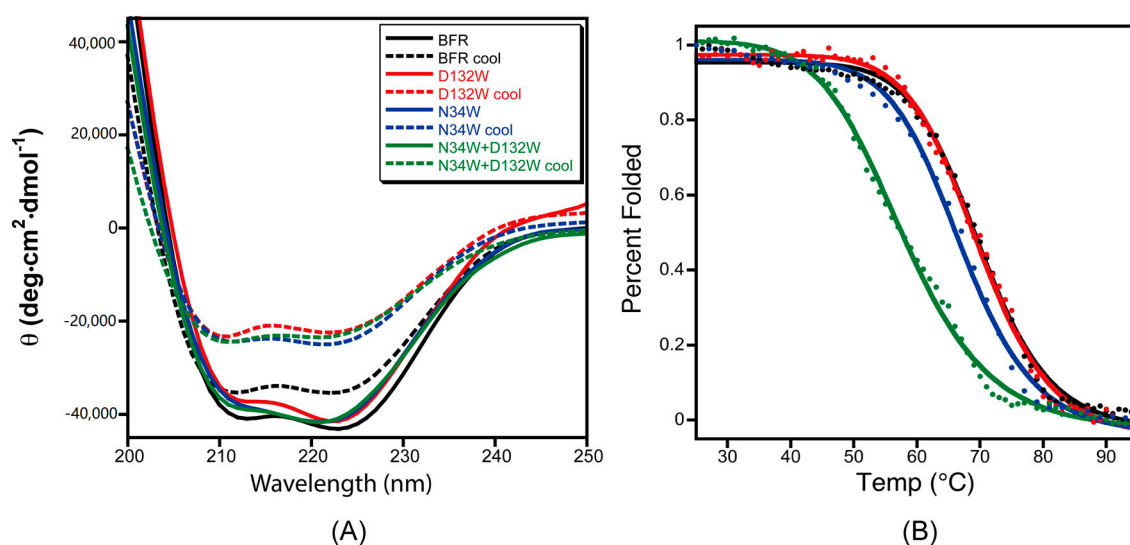 θ (deg·cm²·dmol⁻¹)
40,000
20,000
0
-20,000
-40,000
200
210
220
230
240
250
Wavelength (nm)
BFR
BFR cool
D132W
D132W cool
N34W
N34W cool
N34W+D132W
N34W+D132W cool
(A)
Percent Folded
1
0.8
0.6
0.4
0.2
0
30
40
50
60
70
80
90
Temp (°C)
(B)